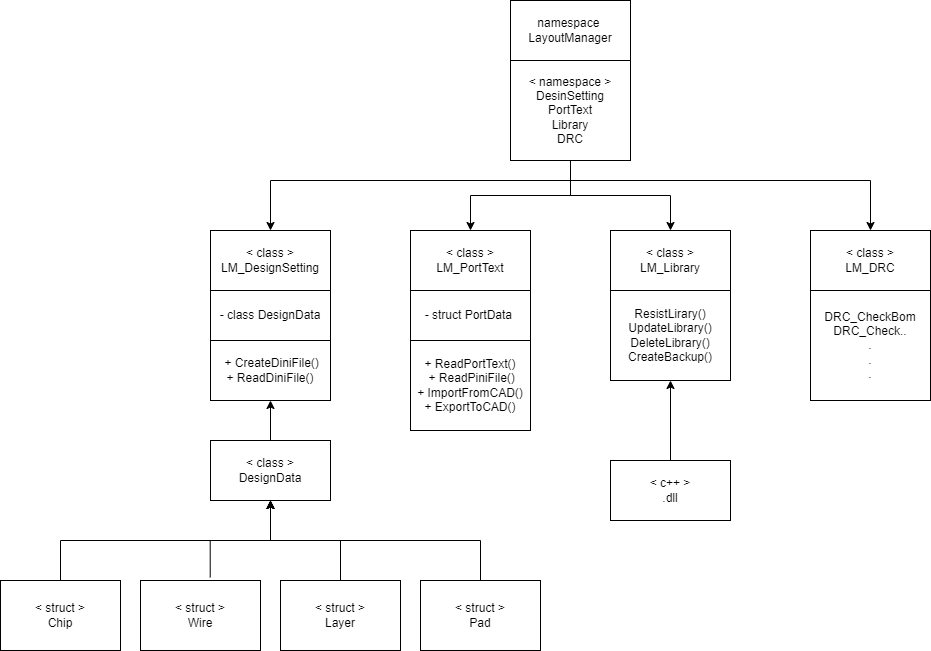 namespace
LayoutManager
< namespace >
DesinSetting
PortText
Library
DRC
< class >
LM_DesignSetting
- class DesignData
+ CreateDiniFile()
+ ReadDiniFile()
< class >
LM_PortText
- struct PortData
+ ReadPortText()
+ ReadPiniFile()
+ ImportFromCAD()
+ ExportToCAD()
< class >
LM_Library
ResistLirary()
UpdateLibrary()
DeleteLibrary()
CreateBackup()
< class >
LM_DRC
DRC_CheckBom
DRC_Check..
.
.
.
< class >
DesignData
< c++ >
.dll
< struct >
Chip
< struct >
Wire
< struct >
Layer
< struct >
Pad